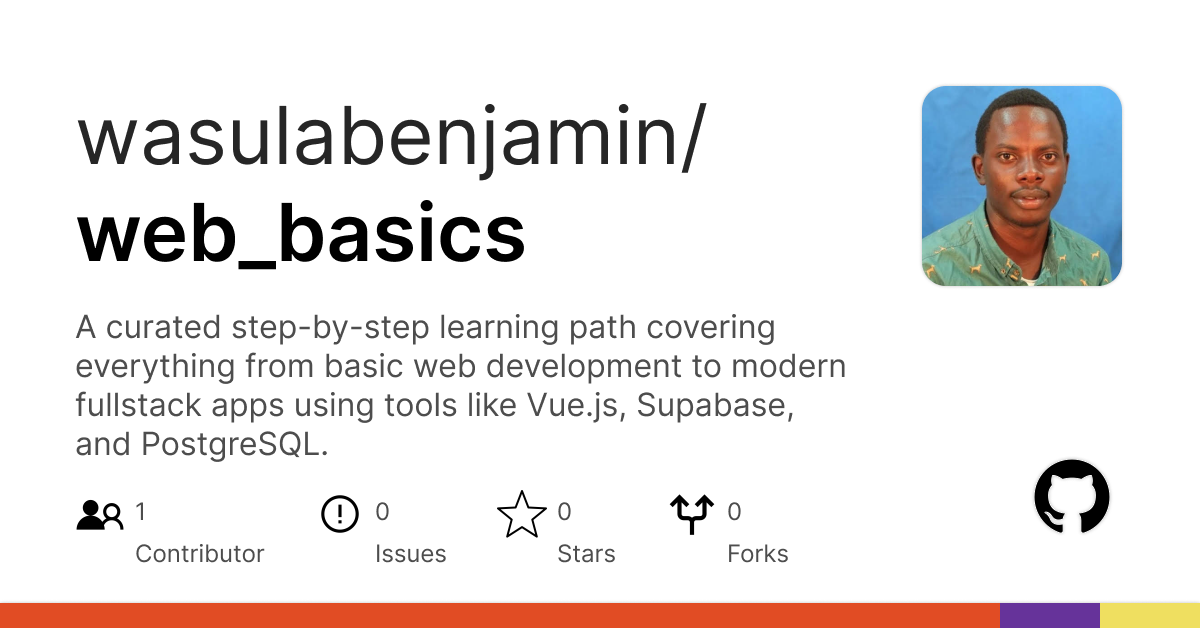 wasulabenjamin/
web_basics
A curated step-by-step learning path covering
everything from basic web development to modern
fullstack apps using tools like Vue.js, Supabase,
and PostgreSQL.
1
Contributor
0
Issues
0
Stars
0
Forks